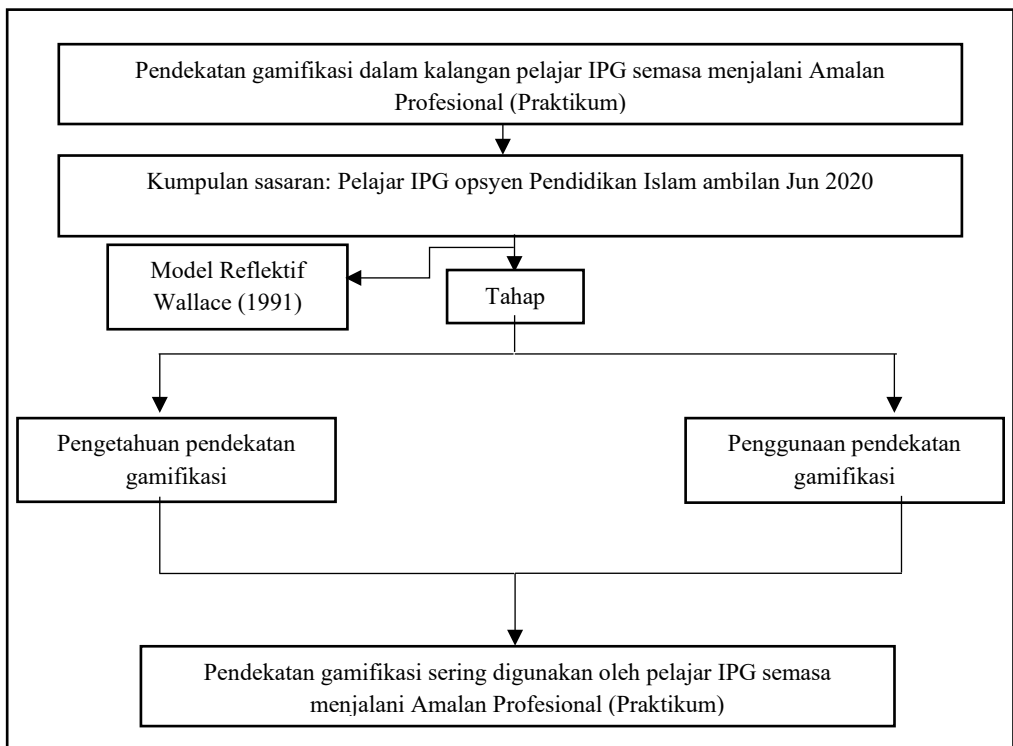 Pendekatan gamifikasi dalam kalangan pelajar IPG semasa menjalani Amalan
Profesional (Praktikum)
Kumpulan sasaran: Pelajar IPG opsyen Pendidikan Islam ambilan Jun 2020
Model Reflektif
Wallace (1991)
Tahap
Pengetahuan pendekatan
gamifikasi
Penggunaan pendekatan
gamifikasi
Pendekatan gamifikasi sering digunakan oleh pelajar IPG semasa
menjalani Amalan Profesional (Praktikum)